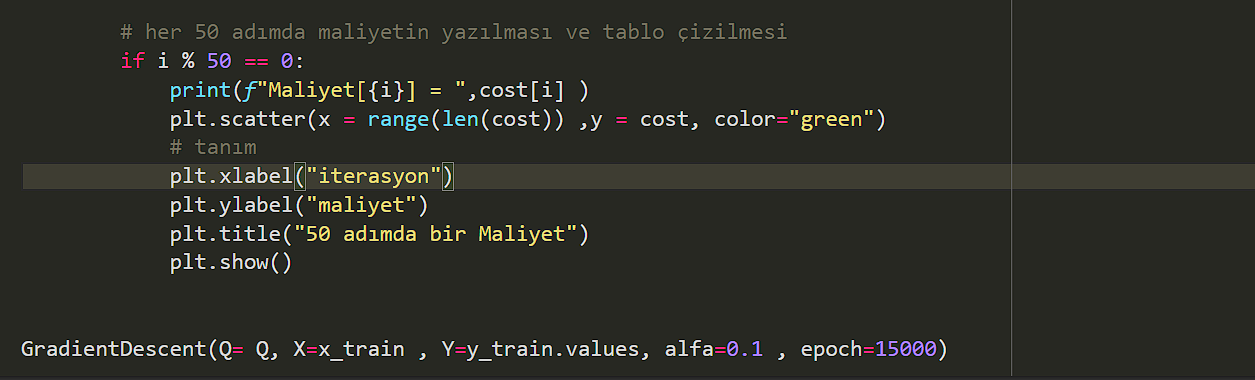 # her 50 adımda maliyetin yazılması ve tablo çizilmesi
if i % 50 == 0:
print(f"Maliyet[{i}] = ",cost[i] )
plt.scatter(x = range(len(cost)) ,y = cost, color="green")
# tanım
plt.xlabel("iterasyon")
plt.ylabel("maliyet")
plt.title("50 adımda bir Maliyet")
plt.show()
GradientDescent(Q= Q, X=x_train , Y=y_train.values, alfa=0.1 , epoch=15000)